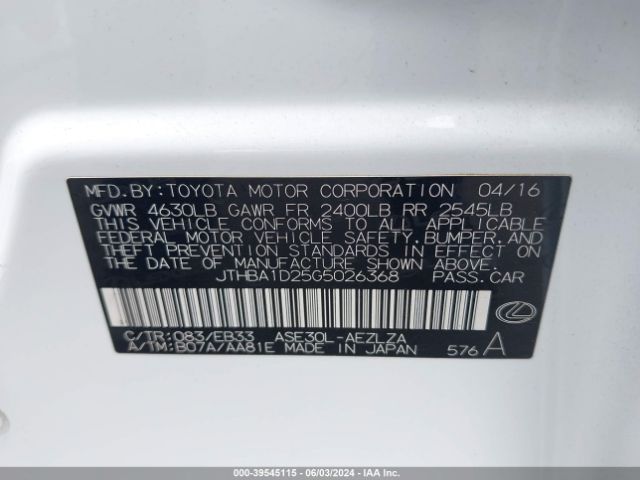 MFD. BY: TOYOTA MOTOR CORPORATION 04/16
GVWR 4630LB GAWR FR 2400LB RR 2545LB
THIS VEHICLE CONFORMS TO ALL APPLICABLE
FEDERAL MOTOR VEHICLE SAFETY, BUMPER, AND
THEFT PREVENTION STANDARDS IN EFFECT ON
THE DATE OF MANUFACTURE SHOWN ABOVE.
JTHBA1D25G5026368 PASS. CAR
C/TR: 083/EB33 ASE30L-AEZLZA
A/TM: B07A/AA81E MADE IN JAPAN 576 A
000-39545115 - 06/03/2024 - IAA Inc.